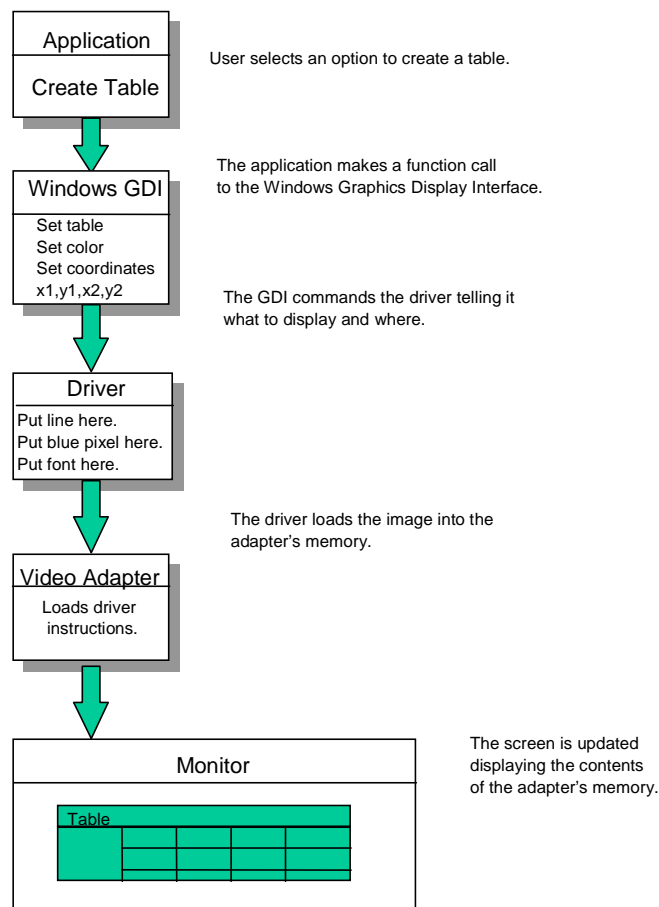 Application
Create Table
User selects an option to create a table.
The application makes a function call
to the Windows Graphics Display Interface.
Windows GDI
Set table
Set color
Set coordinates
x1,y1,x2,y2
The GDI commands the driver telling it
what to display and where.
Driver
Put line here.
Put blue pixel here.
Put font here.
The driver loads the image into the
adapter's memory.
Video Adapter
Loads driver
instructions.
The screen is updated
displaying the contents
of the adapter's memory.
Monitor
Table